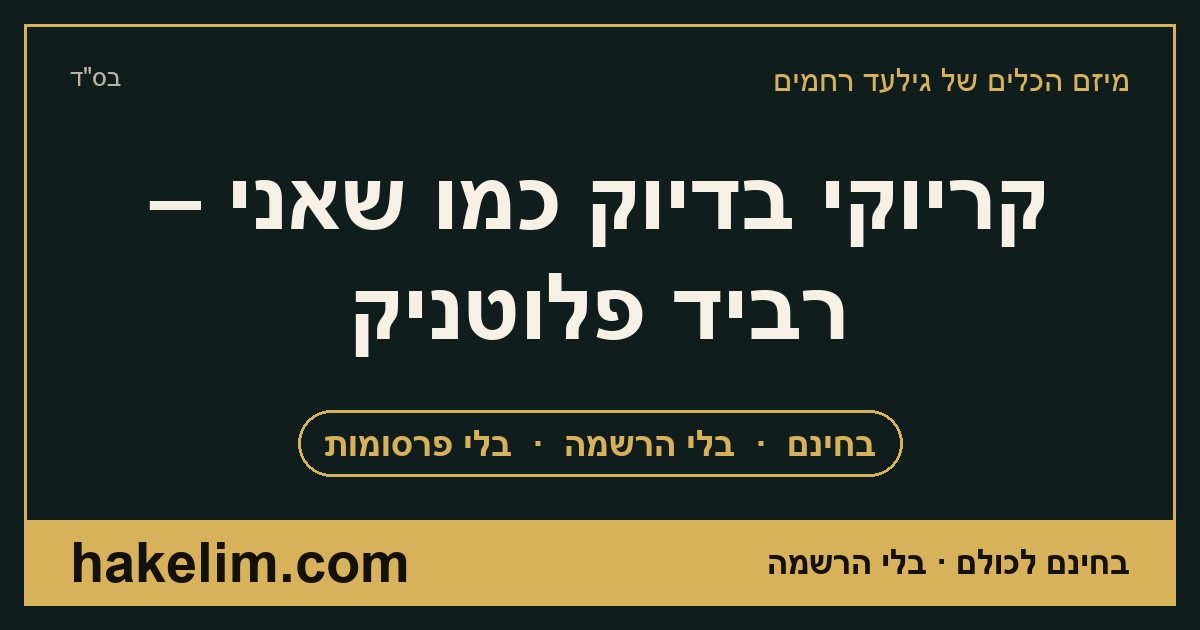 מיזם הכלים של גילעד רחמים
בס"ד
קריוקי בדיוק כמו שאני –
רביד פלוטניק
בחינם · בלי הרשמה · בלי פרסומות
בחינם לכולם · בלי הרשמה
hakelim.com